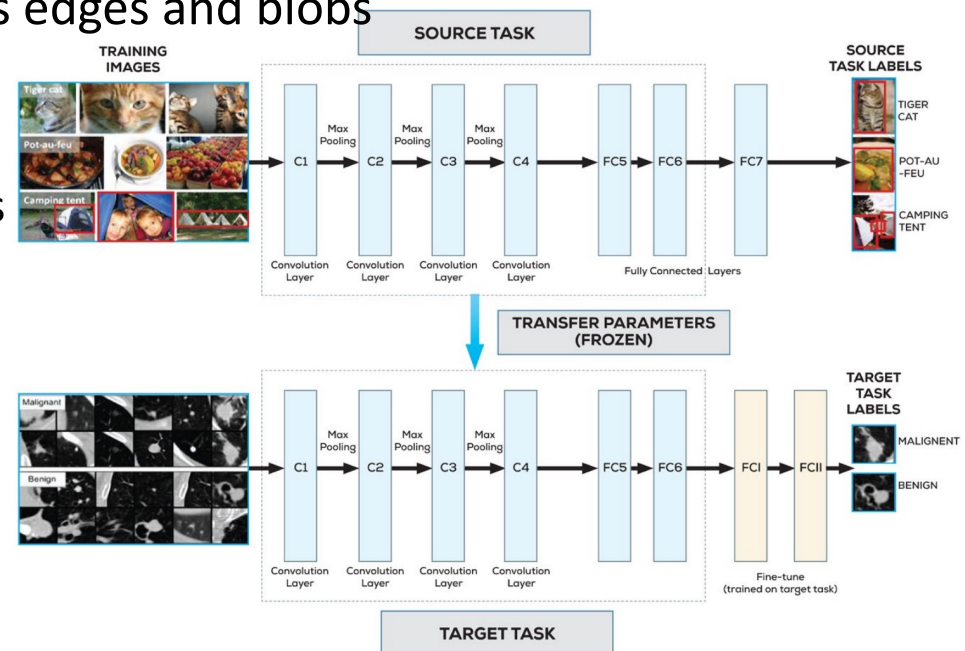 s edges and blobs
s
SOURCE TASK
TRAINING
IMAGES
Tiger cat
Pot-au-feu
Camping tent
C1
Max
Pooling
C2
Max
Pooling
C3
Max
Pooling
C4
FC5
FC6
FC7
Convolution
Layer
Convolution
Layer
Convolution
Layer
Convolution
Layer
Fully Connected Layers
SOURCE
TASK LABELS
TIGER
CAT
POT-AU
-FEU
CAMPING
TENT
TRANSFER PARAMETERS
(FROZEN)
Malignant
Benign
C1
Max
Pooling
C2
Max
Pooling
C3
Max
Pooling
C4
FC5
FC6
FCI
FCII
Convolution
Layer
Convolution
Layer
Convolution
Layer
Convolution
Layer
Fine-tune
(trained on target task)
TARGET
TASK
LABELS
MALIGNENT
BENIGN
TARGET TASK